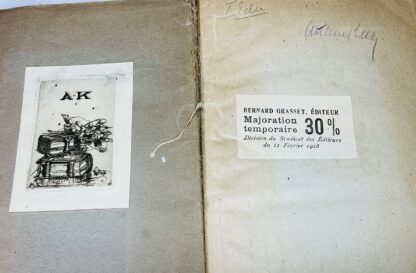 A·K
BERNARD GRASSET, ÉDITEUR
Majoration
temporaire 30%
Décision du Syndicat des Éditeurs
du 11 Février 1918